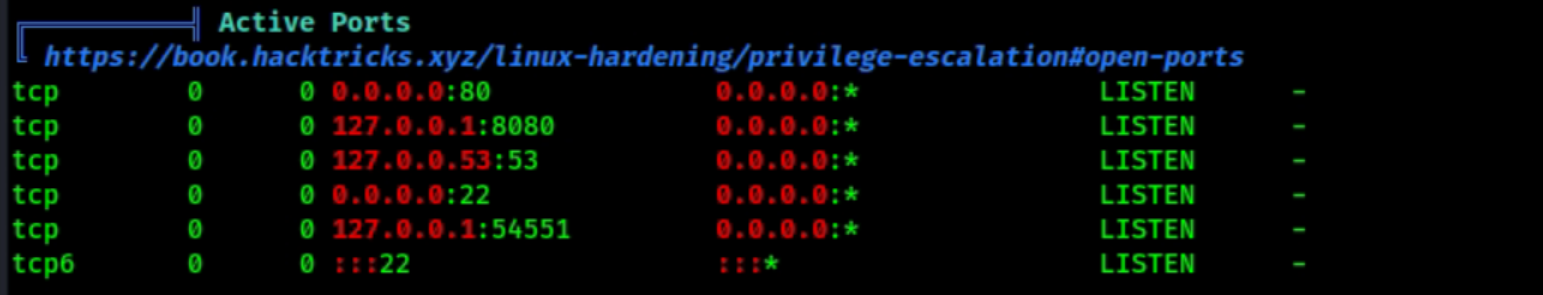 Active Ports
https://book.hacktricks.xyz/linux-hardening/privilege-escalation#open-ports
tcp 0 0 0.0.0.0:80 0.0.0.0:* LISTEN -
tcp 0 0 127.0.0.1:8080 0.0.0.0:* LISTEN -
tcp 0 0 127.0.0.53:53 0.0.0.0:* LISTEN -
tcp 0 0 0.0.0.0:22 0.0.0.0:* LISTEN -
tcp 0 0 127.0.0.1:54551 0.0.0.0:* LISTEN -
tcp6 0 0 :::22 :::* LISTEN -